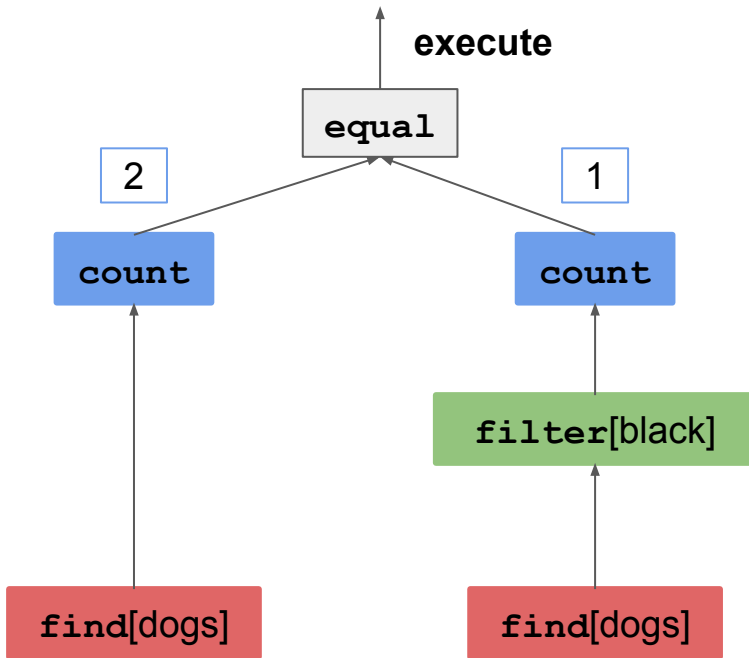 execute
equal
2
1
count
count
filter[black]
find[dogs]
find[dogs]